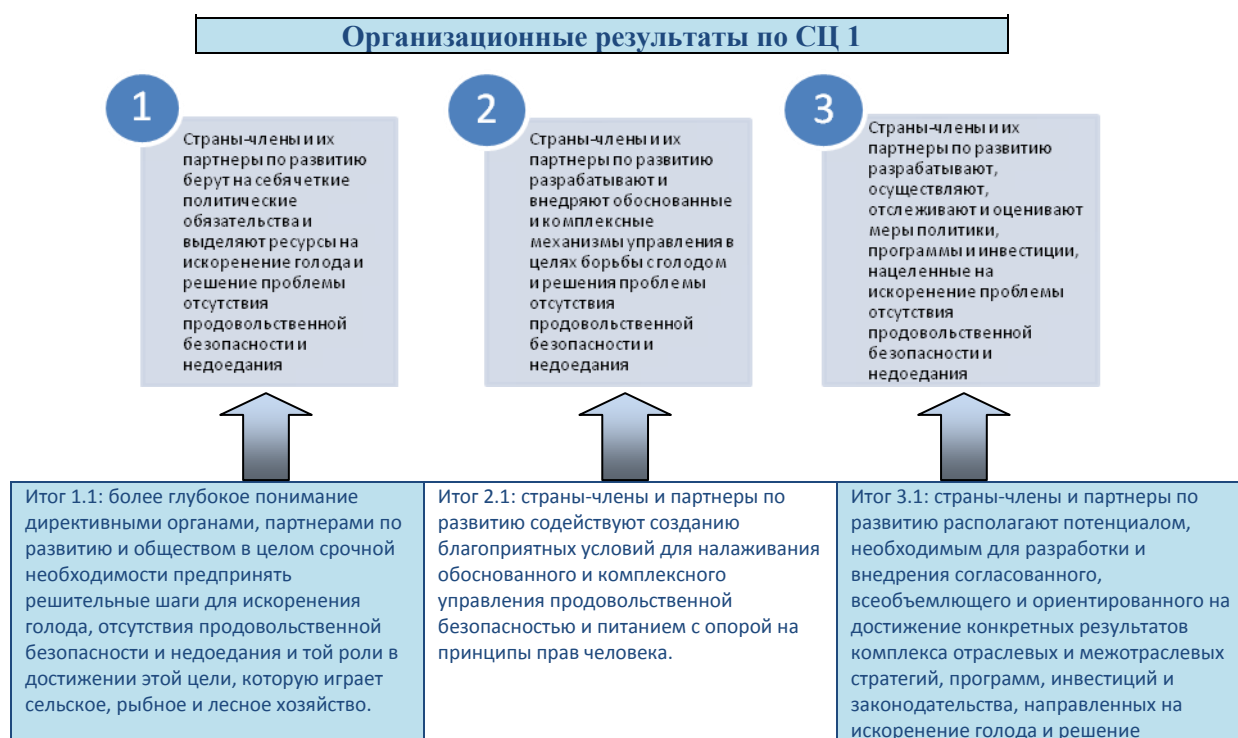 Организационные результаты по СЦ 1
1
Страны-члены и их
партнеры по развитию
берут на себя четкие
политические
обязательства и
выделяют ресурсы на
искоренение голода и
решение проблемы
отсутствия
продовольственной
безопасности и
недоедания
2
Страны-члены и их
партнеры по развитию
разрабатывают и
внедряют обоснованные
и комплексные
механизмы управления в
целях борьбы с голодом
и решения проблемы
отсутствия
продовольственной
безопасности и
недоедания
3
Страны-члены и их
партнеры по развитию
разрабатывают,
осуществляют,
отслеживают и оценивают
меры политики,
программы и инвестиции,
нацеленные на
искоренение проблемы
отсутствия
продовольственной
безопасности и
недоедания
Итог 1.1: более глубокое понимание
директивными органами, партнерами по
развитию и обществом в целом срочной
необходимости предпринять
решительные шаги для искоренения
голода, отсутствия продовольственной
безопасности и недоедания и той роли в
достижении этой цели, которую играет
сельское, рыбное и лесное хозяйство.
Итог 2.1: страны-члены и партнеры по
развитию содействуют созданию
благоприятных условий для налаживания
обоснованного и комплексного
управления продовольственной
безопасностью и питанием с опорой на
принципы прав человека.
Итог 3.1: страны-члены и партнеры по
развитию располагают потенциалом,
необходимым для разработки и
внедрения согласованного,
всеобъемлющего и ориентированного на
достижение конкретных результатов
комплекса отраслевых и межотраслевых
стратегий, программ, инвестиций и
законодательства, направленных на
искоренение голода и решение